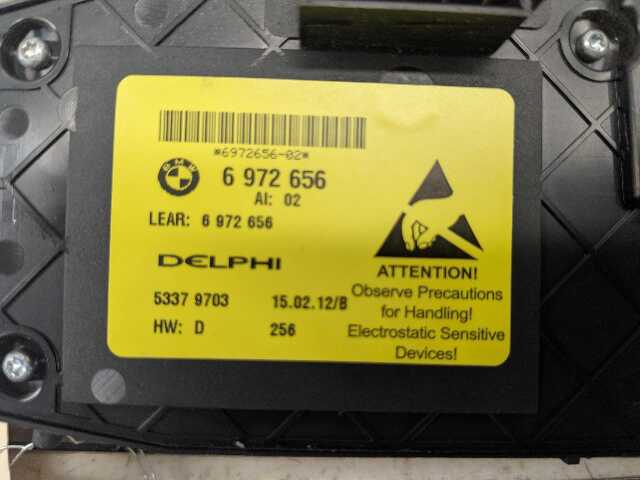 *6972656-02*
BMW
6 972 656
AI: 02
LEAR: 6 972 656
DELPHI
5337 9703 15.02.12/B
HW: D 256
ATTENTION!
Observe Precautions
for Handling!
Electrostatic Sensitive
Devices!